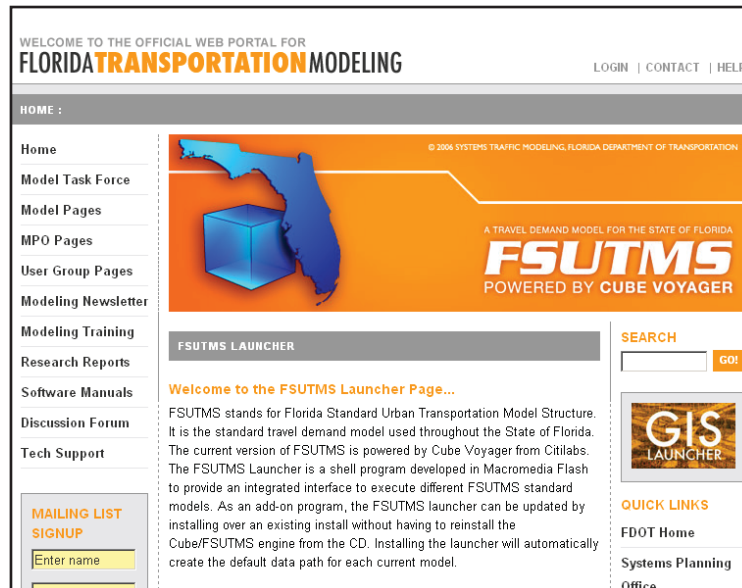 WELCOME TO THE OFFICIAL WEB PORTAL FOR
FLORIDATRANSPORTATIONMODELING
LOGIN | CONTACT | HELP
HOME :
Home
Model Task Force
Model Pages
MPO Pages
User Group Pages
Modeling Newsletter
Modeling Training
Research Reports
Software Manuals
Discussion Forum
Tech Support
MAILING LIST
SIGNUP
Enter name
© 2006 SYSTEMS TRAFFIC MODELING, FLORIDA DEPARTMENT OF TRANSPORTATION
A TRAVEL DEMAND MODEL FOR THE STATE OF FLORIDA
FSUTMS
POWERED BY CUBE VOYAGER
FSUTMS LAUNCHER
Welcome to the FSUTMS Launcher Page...
FSUTMS stands for Florida Standard Urban Transportation Model Structure.
It is the standard travel demand model used throughout the State of Florida.
The current version of FSUTMS is powered by Cube Voyager from Citilabs.
The FSUTMS Launcher is a shell program developed in Macromedia Flash
to provide an integrated interface to execute different FSUTMS standard
models. As an add-on program, the FSUTMS launcher can be updated by
installing over an existing install without having to reinstall the
Cube/FSUTMS engine from the CD. Installing the launcher will automatically
create the default data path for each current model.
SEARCH
GO!
GIS
LAUNCHER
QUICK LINKS
FDOT Home
Systems Planning
Office